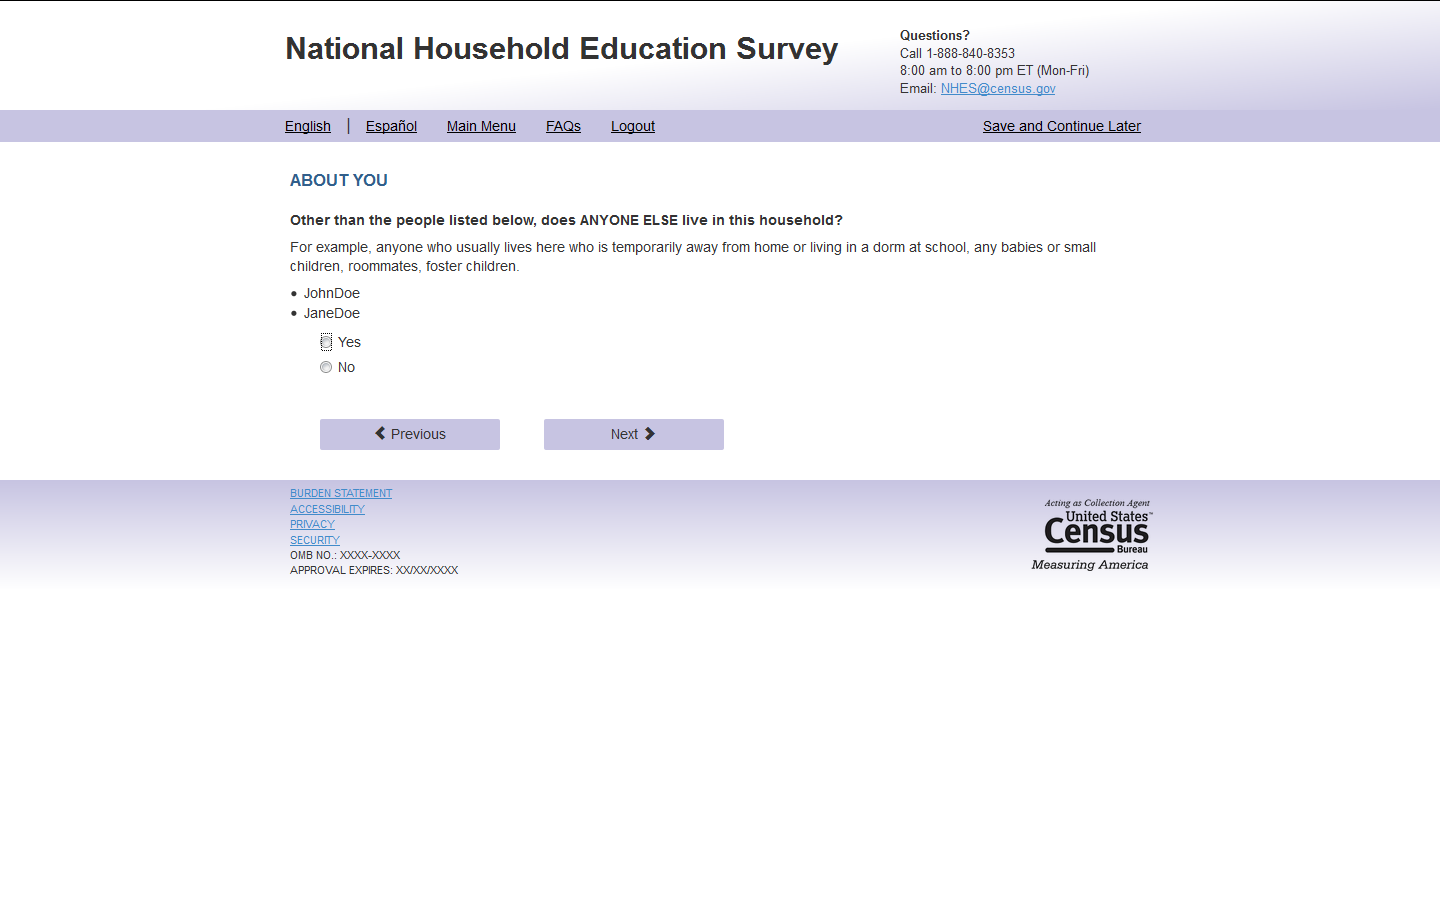 National Household Education Survey
Questions?
Call 1-888-840-8353
8:00 am to 8:00 pm ET (Mon-Fri)
Email: NHES@census.gov
English | Español Main Menu FAQs Logout Save and Continue Later
ABOUT YOU
Other than the people listed below, does ANYONE ELSE live in this household?
For example, anyone who usually lives here who is temporarily away from home or living in a dorm at school, any babies or small
children, roommates, foster children.
• JohnDoe
• JaneDoe
Yes
No
Previous Next
BURDEN STATEMENT
ACCESSIBILITY
PRIVACY
SECURITY
OMB NO.: XXXX-XXXX
APPROVAL EXPIRES: XX/XX/XXXX
Acting as Collection Agent
United States™
Census
Bureau
Measuring America